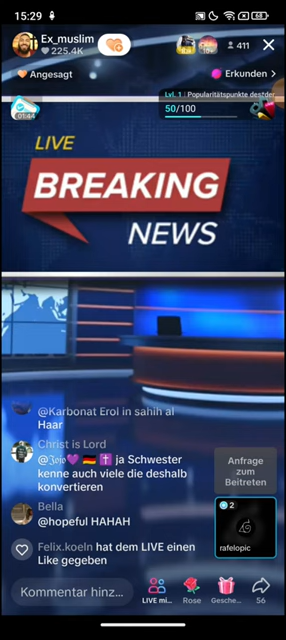 15:29
68
Ex_muslim
225.4K
411
Angesagt
Erkunden >
Lvl. 1 | Popularitätspunkte des/der
01:44
50/100
LIVE
BREAKING
NEWS
@Karbonat Erol in sahih al
Haar
Christ is Lord
ja Schwester
kenne auch viele die deshalb
konvertieren
Bella
@hopeful HAHAH
Felix.koeln hat dem LIVE einen
Like gegeben
Anfrage
zum
Beitreten
2
rafelopic
Kommentar hinz...
LIVE mi...
Rose
Gesche...
56